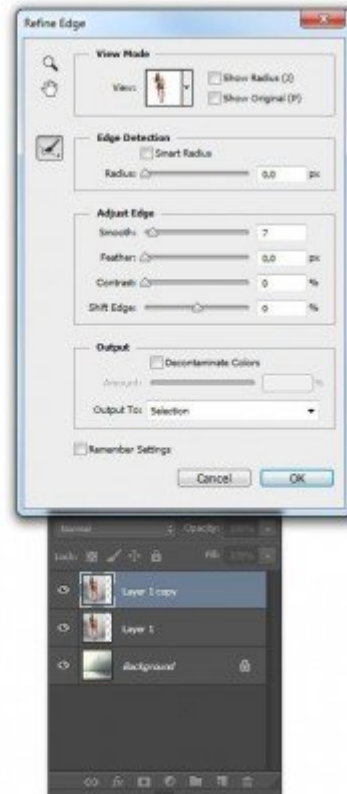 Refine Edge
View Mode
View:
Show Radius (J)
Show Original (P)
Edge Detection
Smart Radius
Radius: 0,0 px
Adjust Edge
Smooth: 7
Feather: 0,0 px
Contrast: 0 %
Shift Edge: 0 %
Output
Decontaminate Colors
Amount: %
Output To: Selection
Remember Settings
Cancel OK
Normal Opacity:
Lock: Fill:
Layer 1 copy
Layer 1
Background
fx